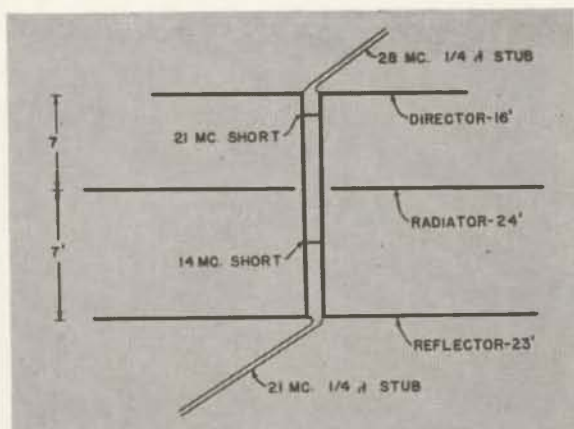 28 MC. 1/4 λ STUB
21 MC. SHORT
DIRECTOR-16'
7
RADIATOR-24'
7'
14 MC. SHORT
REFLECTOR-23'
21 MC. 1/4 λ STUB